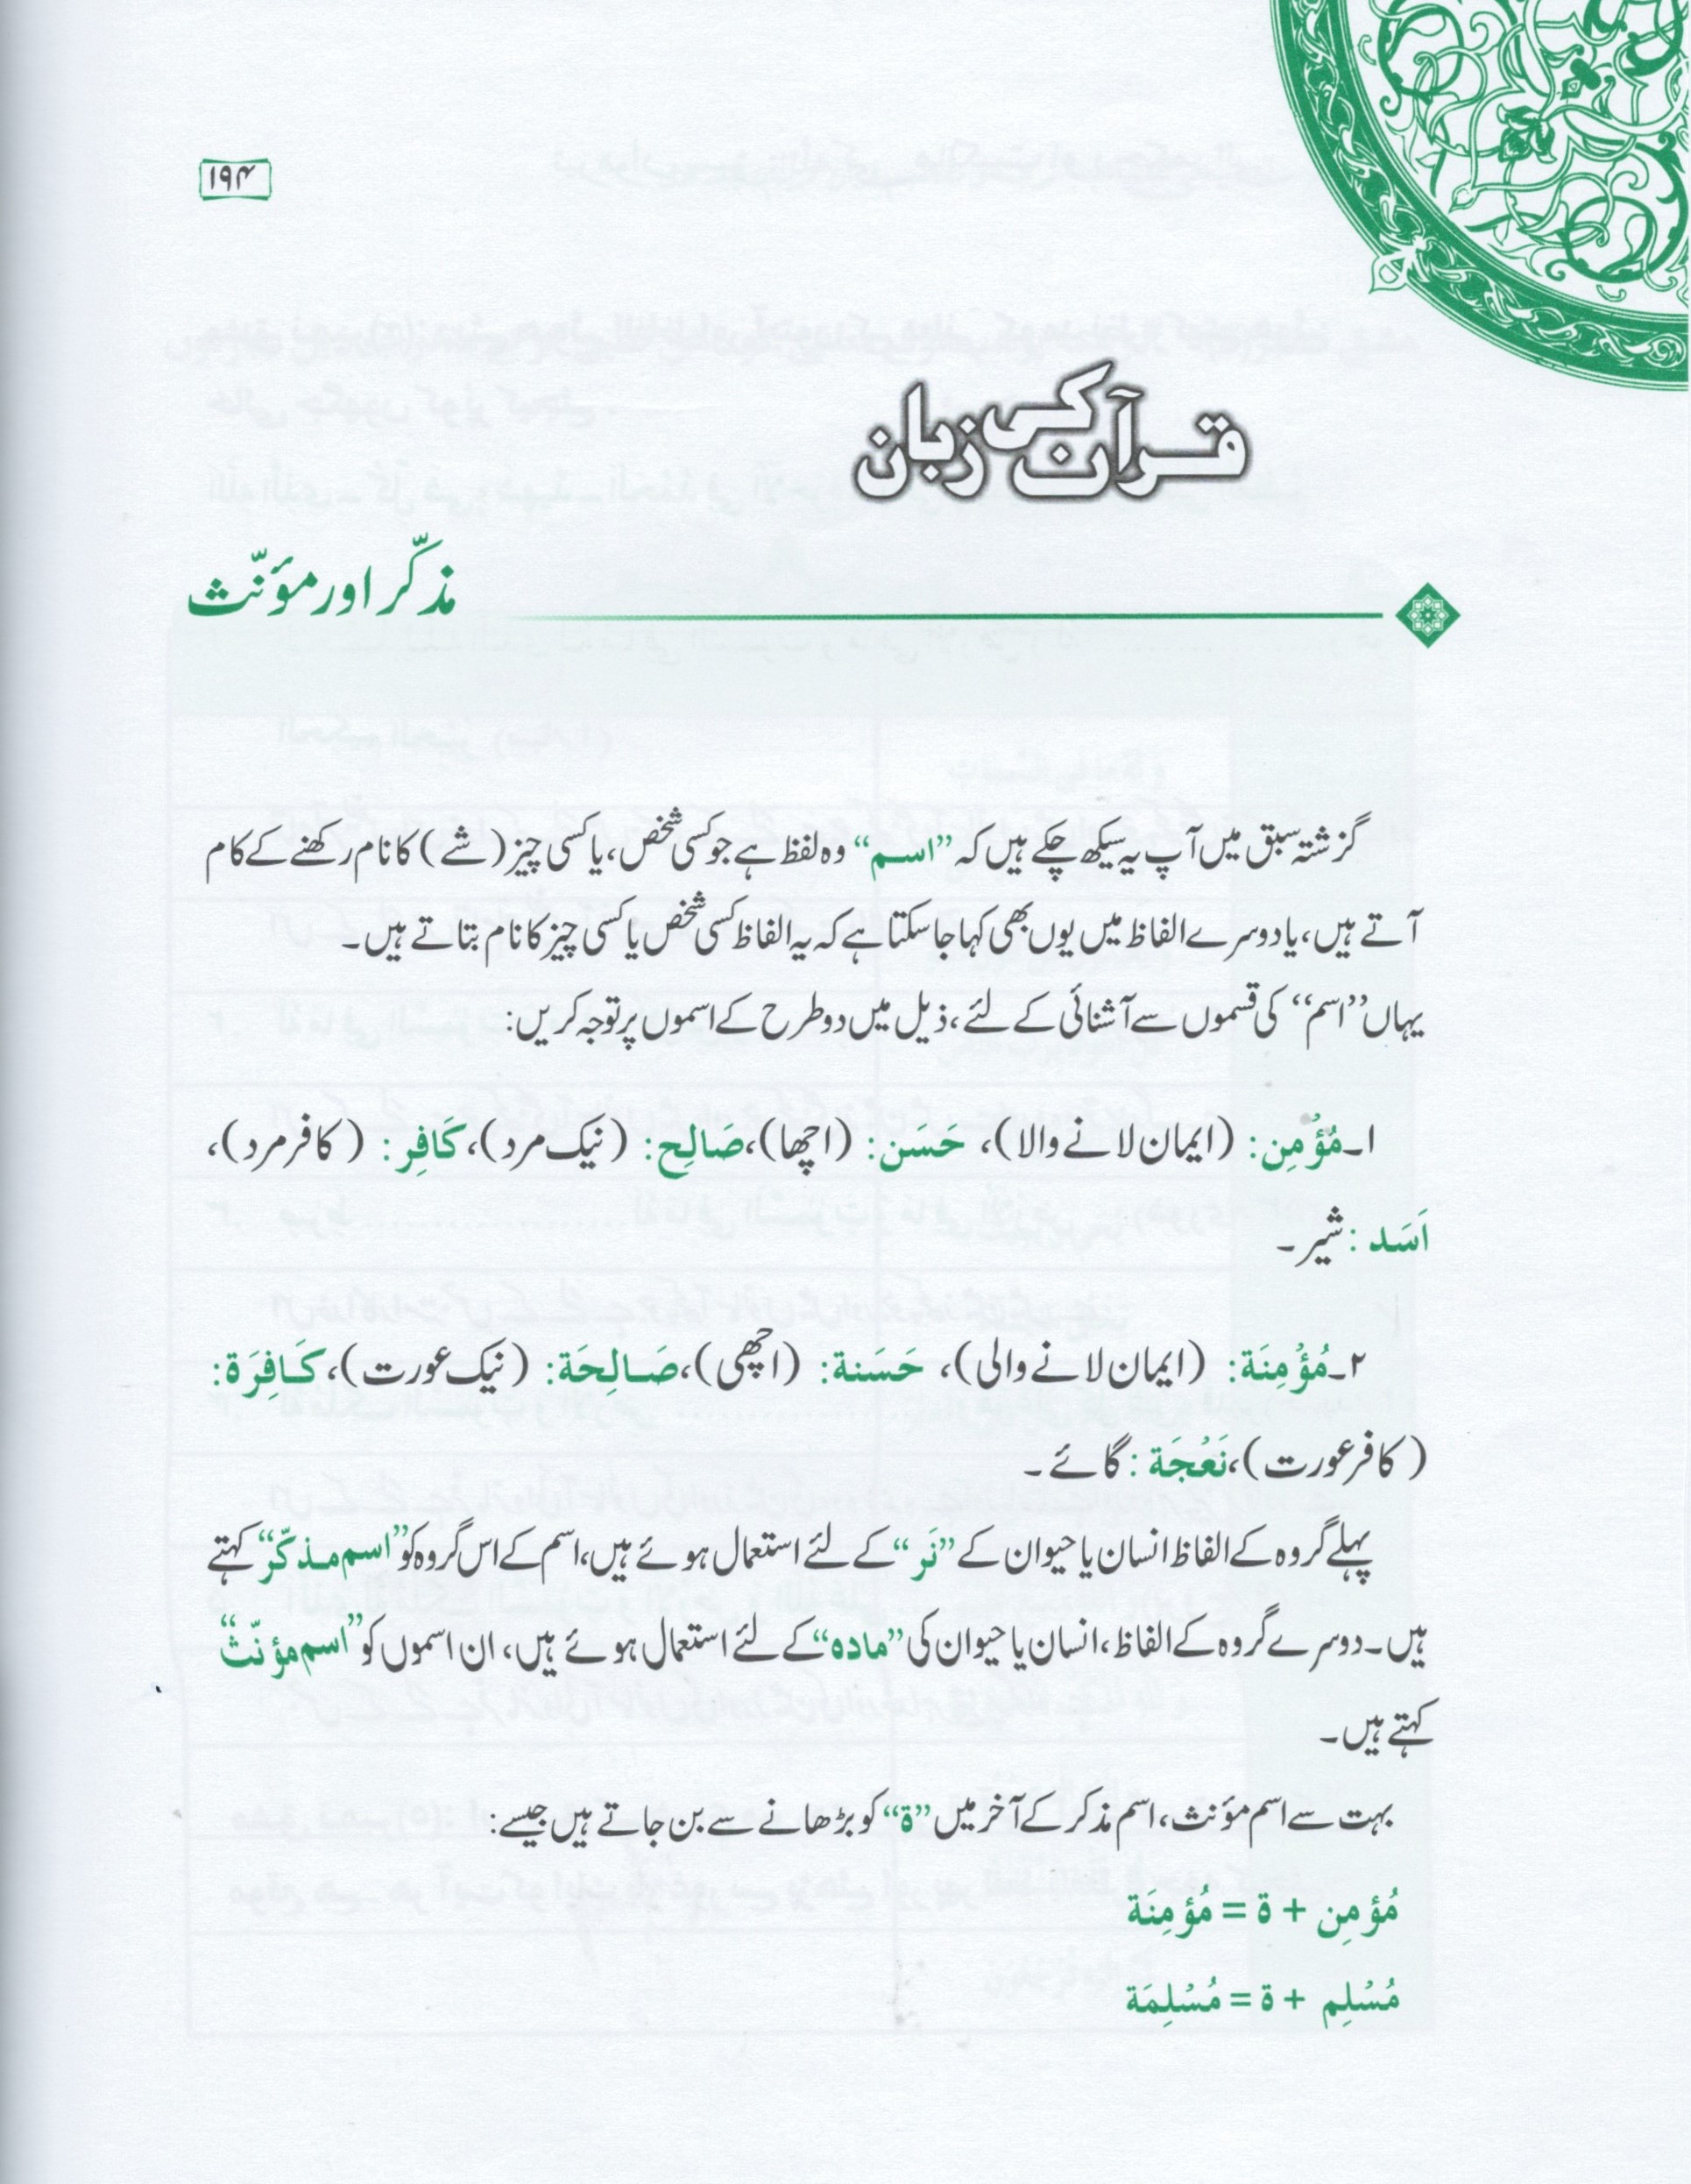 ۱۹۴
قرآن کی زبان
مذکّر اور مؤنّث
گزشتہ سبق میں آپ یہ سیکھ چکے ہیں کہ ”اسم“ وہ لفظ ہے جو کسی شخص، یا کسی چیز (شے) کا نام رکھنے کے کام
آتے ہیں، یا دوسرے الفاظ میں یوں بھی کہا جا سکتا ہے کہ یہ الفاظ کسی شخص یا کسی چیز کا نام بتاتے ہیں۔
یہاں ”اسم“ کی قسموں سے آشنائی کے لئے، ذیل میں دو طرح کے اسموں پر توجہ کریں:
۱۔ مُؤْمِن: (ایمان لانے والا)، حَسَن: (اچھا)، صَالِح: (نیک مرد)، کَافِر: (کافر مرد)،
اَسَد : شیر۔
۲۔ مُؤْمِنَة: (ایمان لانے والی)، حَسَنة: (اچھی)، صَالِحَة: (نیک عورت)، کَافِرَة:
(کافر عورت)، نَعْجَة : گائے۔
پہلے گروہ کے الفاظ انسان یا حیوان کے ”نَر“ کے لئے استعمال ہوئے ہیں، اسم کے اس گروہ کو ”اسم مذکّر“ کہتے
ہیں۔ دوسرے گروہ کے الفاظ، انسان یا حیوان کی ”مادہ“ کے لئے استعمال ہوئے ہیں، ان اسموں کو ”اسم مؤنّث“
کہتے ہیں۔
بہت سے اسم مؤنث، اسم مذکر کے آخر میں ”ة“ کو بڑھانے سے بن جاتے ہیں جیسے:
مُؤمِن + ة = مُؤمِنَة
مُسْلِم + ة = مُسْلِمَة